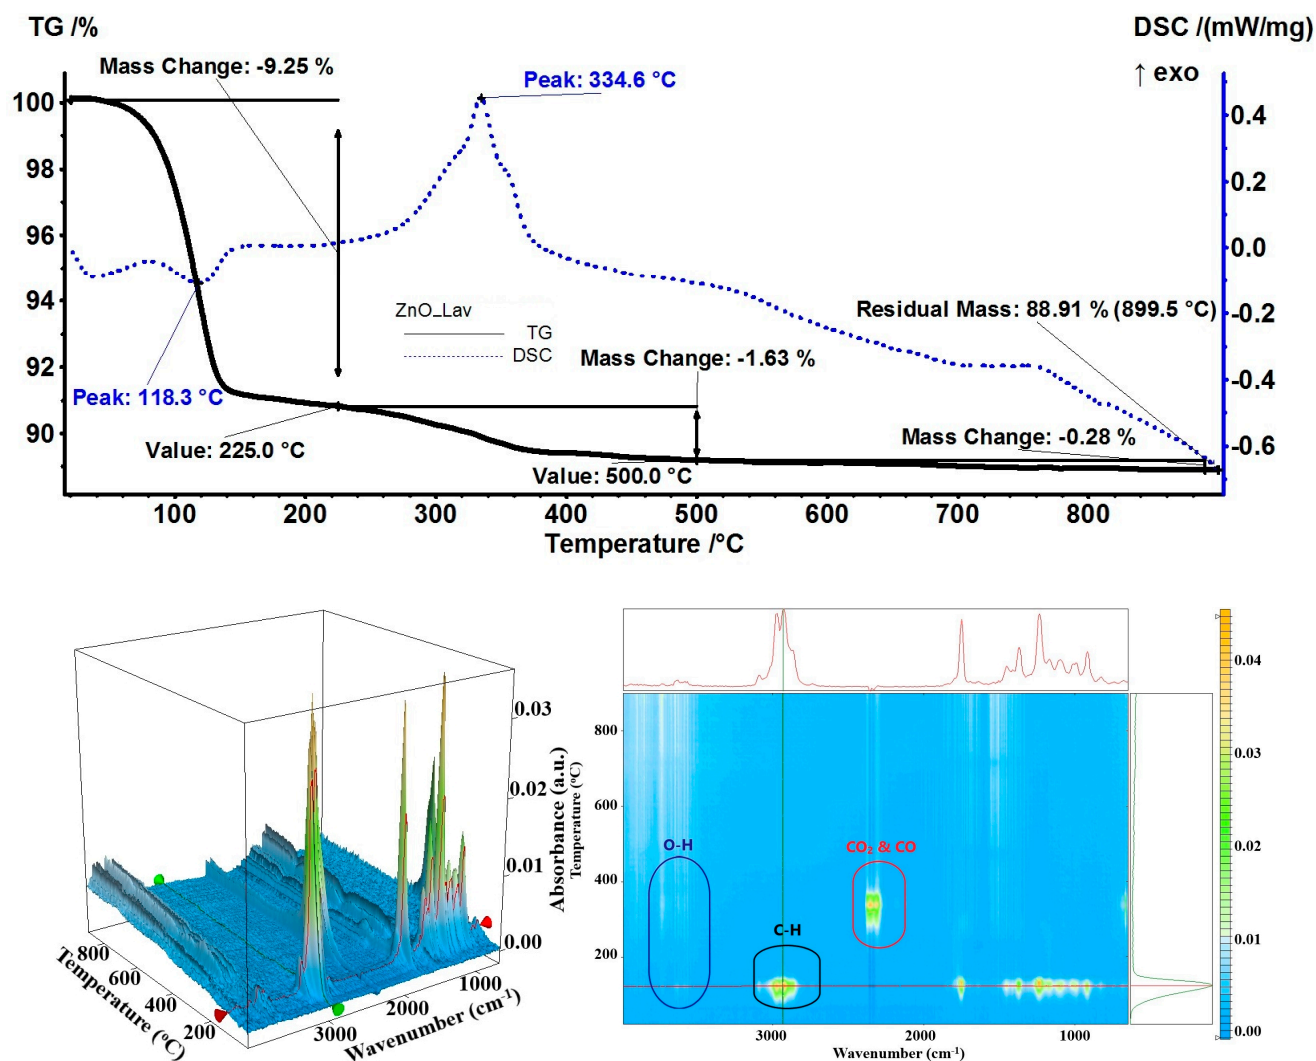 TG /%
DSC /(mW/mg)
↑ exo
Mass Change: -9.25 %
Peak: 334.6 °C
100
98
96
94
92
90
0.4
0.2
0.0
-0.2
-0.4
-0.6
ZnO_Lav
TG
DSC
Residual Mass: 88.91 % (899.5 °C)
Mass Change: -1.63 %
Peak: 118.3 °C
Value: 225.0 °C
Mass Change: -0.28 %
Value: 500.0 °C
100 200 300 400 500 600 700 800
Temperature /°C
0.03
0.02
0.01
0.00
Absorbance (a.u.)
800
600
400
200
Temperature (°C)
3000
2000
1000
Wavenumber (cm⁻¹)
Temperature (°C)
800
600
400
200
O-H
C-H
CO₂ & CO
3000 2000 1000
Wavenumber (cm⁻¹)
0.04
0.03
0.02
0.01
0.00